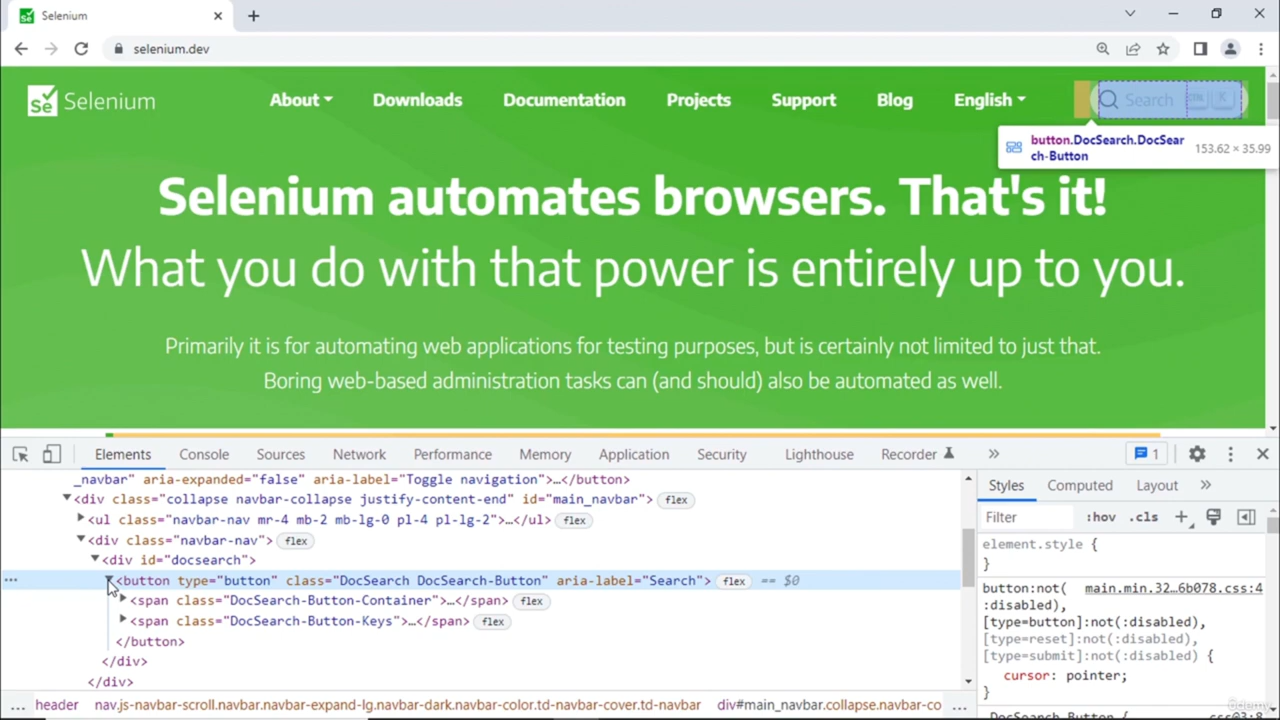 Selenium
selenium.dev
Se Selenium
About
Downloads
Documentation
Projects
Support
Blog
English
Search
K
button.DocSearch.DocSear
ch-Button
153.62 × 35.99
Selenium automates browsers. That's it!
What you do with that power is entirely up to you.
Primarily it is for automating web applications for testing purposes, but is certainly not limited to just that.
Boring web-based administration tasks can (and should) also be automated as well.
Elements Console Sources Network Performance Memory Application Security Lighthouse Recorder » 1
_navbar" aria-expanded="false" aria-label="Toggle navigation">…</button>
<div class="collapse navbar-collapse justify-content-end" id="main_navbar"> flex
<ul class="navbar-nav mr-4 mb-2 mb-lg-0 pl-4 pl-lg-2">…</ul> flex
<div class="navbar-nav"> flex
<div id="docsearch">
… <button type="button" class="DocSearch DocSearch-Button" aria-label="Search"> flex == $0
<span class="DocSearch-Button-Container">…</span> flex
<span class="DocSearch-Button-Keys">…</span> flex
</button>
</div>
</div>
… header nav.js-navbar-scroll.navbar.navbar-expand-lg.navbar-dark.navbar-color.td-navbar-cover.td-navbar div#main_navbar.collapse.navbar-co …
Styles Computed Layout »
Filter :hov .cls +
element.style {
}
button:not( main.min.32…6b078.css:4
:disabled),
[type=button]:not(:disabled),
[type=reset]:not(:disabled),
[type=submit]:not(:disabled) {
cursor: pointer;
}
udemy